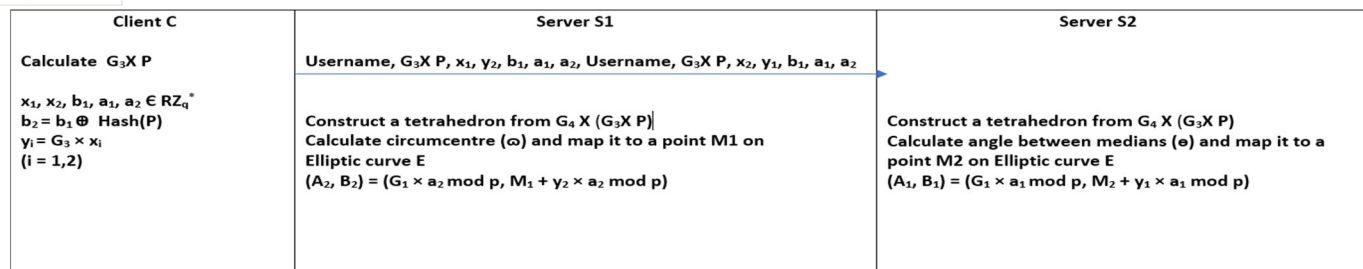 Client C
Calculate G₃X P
x₁, x₂, b₁, a₁, a₂ Є RZq*
b₂ = b₁ ⊕ Hash(P)
yᵢ = G₃ × xᵢ
(i = 1,2)
Server S1
Username, G₃X P, x₁, y₂, b₁, a₁, a₂, Username, G₃X P, x₂, y₁, b₁, a₁, a₂
Construct a tetrahedron from G₄ X (G₃X P)
Calculate circumcentre (ϖ) and map it to a point M1 on
Elliptic curve E
(A₂, B₂) = (G₁ × a₂ mod p, M₁ + y₂ × a₂ mod p)
Server S2
Construct a tetrahedron from G₄ X (G₃X P)
Calculate angle between medians (ө) and map it to a
point M2 on Elliptic curve E
(A₁, B₁) = (G₁ × a₁ mod p, M₂ + y₁ × a₁ mod p)